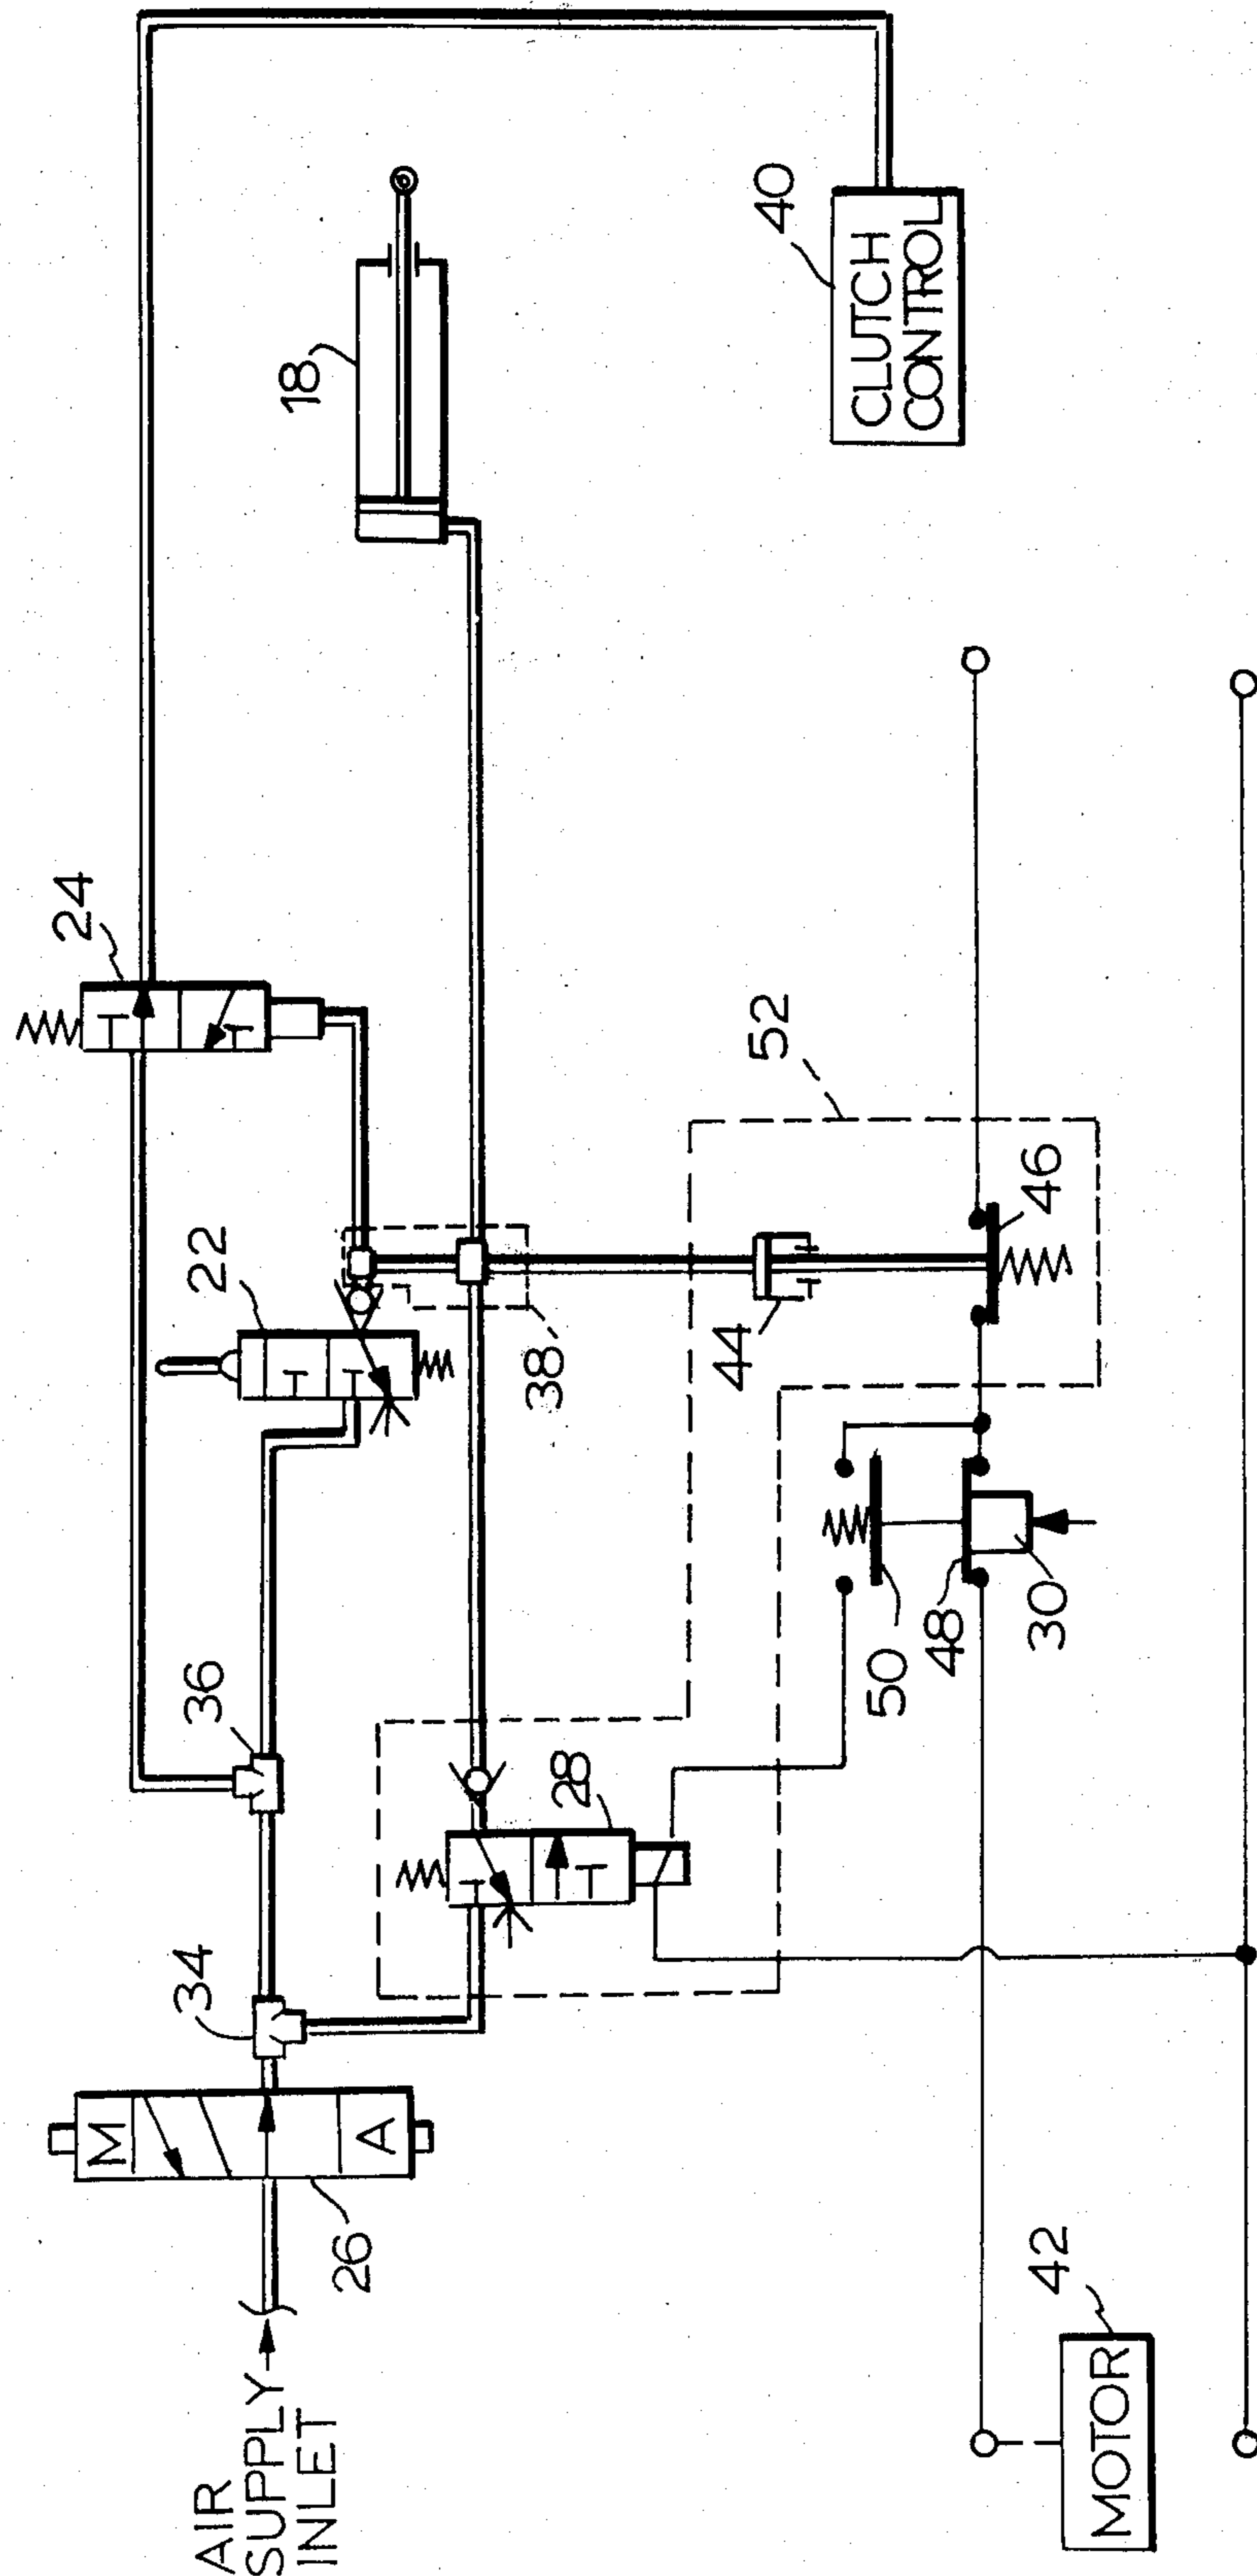 AIR
SUPPLY
INLET
26
M
A
34
36
22
24
18
38
28
52
44
46
50
48
30
40
CLUTCH
CONTROL
42
MOTOR